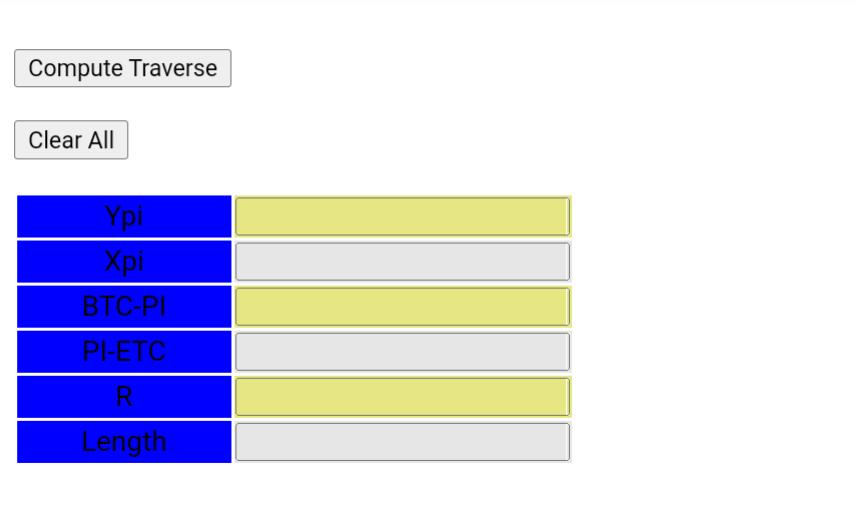 Compute Traverse
Clear All
Ypi
Xpi
BTC-PI
PI-ETC
R
Length